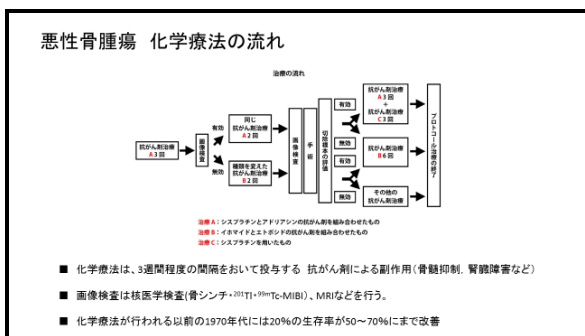 悪性骨腫瘍 化学療法の流れ
治療の流れ
抗がん剤治療
A3回
画像検査
有効
無効
同じ
抗がん剤治療
A2回
種類を変えた
抗がん剤治療
B2回
画像検査
手術
切除標本の評価
有効
無効
有効
無効
抗がん剤治療
A3回
+
抗がん剤治療
C3回
抗がん剤治療
B6回
その他の
抗がん剤治療
プロトコール治療の終了
治療A:シスプラチンとアドリアシンの抗がん剤を組み合わせたもの
治療B:イホマイドとエトポシドの抗がん剤を組み合わせたもの
治療C:シスプラチンを用いたもの
■ 化学療法は、3週間程度の間隔をおいて投与する 抗がん剤による副作用(骨髄抑制、腎臓障害など)
■ 画像検査は核医学検査(骨シンチ・²⁰¹Tl・⁹⁹ᵐTc-MIBI)、MRIなどを行う。
■ 化学療法が行われる以前の1970年代には20%の生存率が50~70%にまで改善